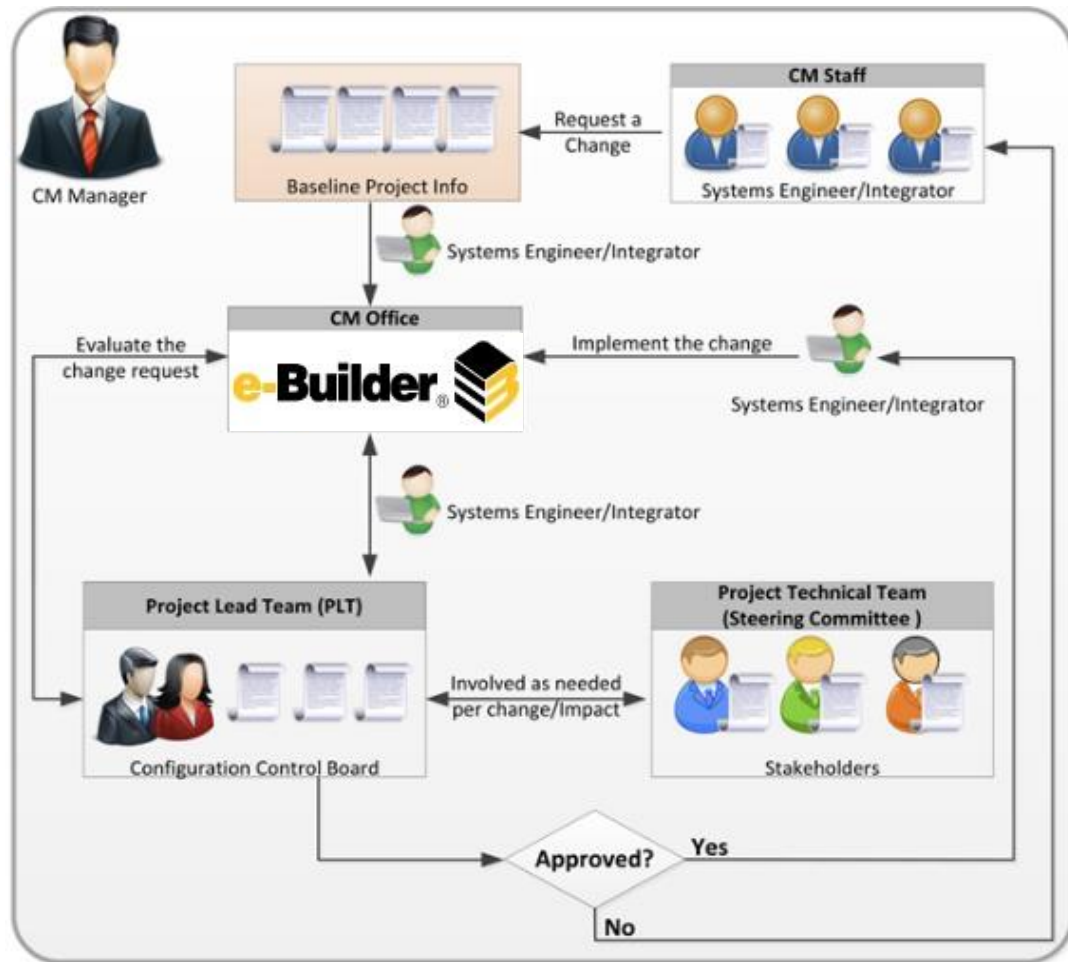 CM Manager
Baseline Project Info
Request a
Change
CM Staff
Systems Engineer/Integrator
Systems Engineer/Integrator
CM Office
e-Builder®
Evaluate the
change request
Implement the change
Systems Engineer/Integrator
Systems Engineer/Integrator
Project Lead Team (PLT)
Configuration Control Board
Involved as needed
per change/Impact
Project Technical Team
(Steering Committee )
Stakeholders
Approved?
Yes
No